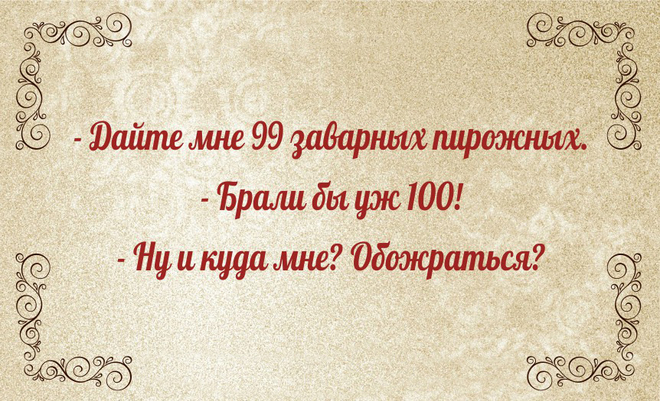 - Дайте мне 99 заварных пирожных.
- Брали бы уж 100!
- Ну и куда мне? Обожраться?